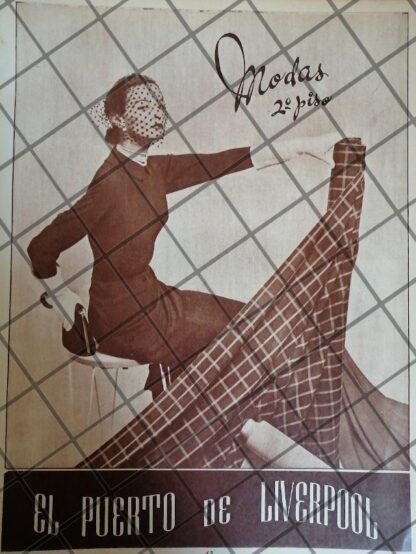 Modas
2º piso
EL PUERTO DE LIVERPOOL